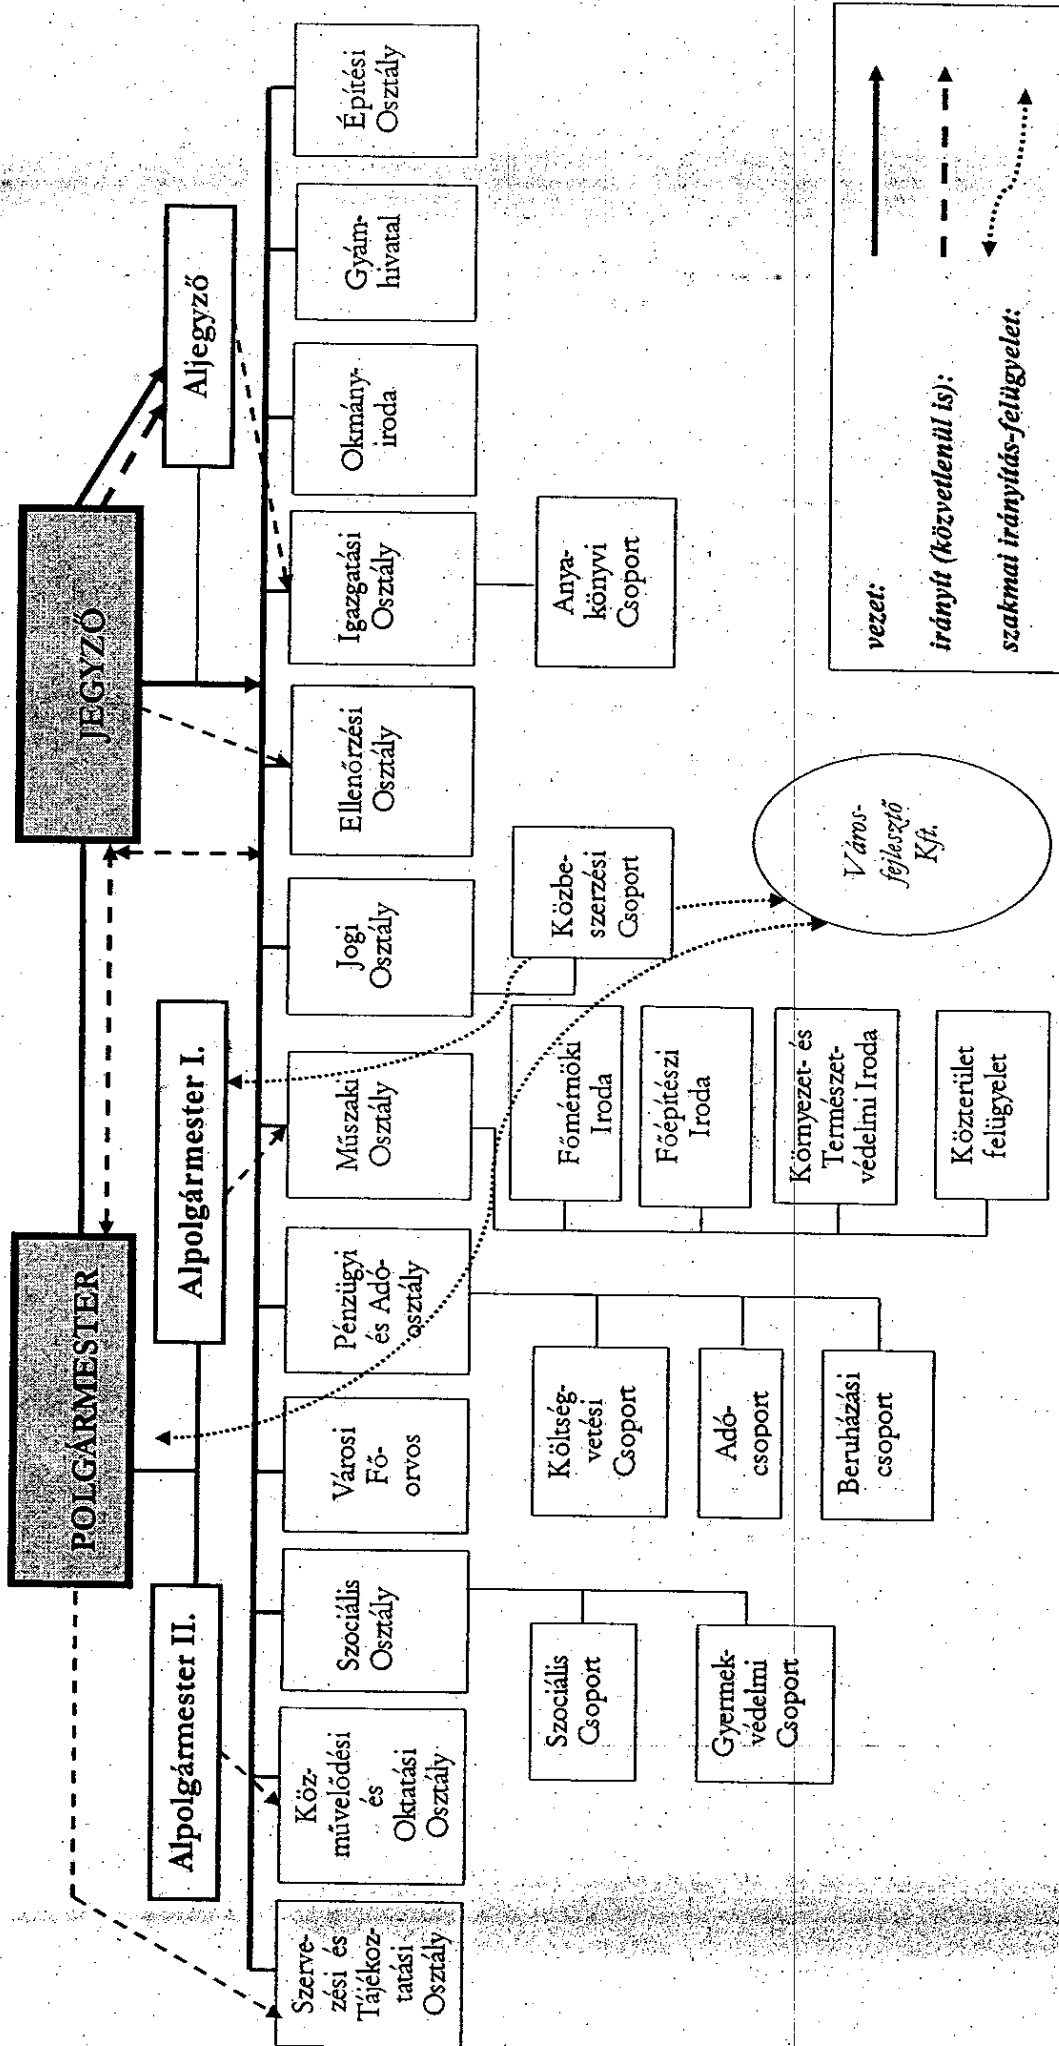 POLGÁRMESTER
JEGYZŐ
Alpolgármester II.
Alpolgármester I.
Aljegyző
Szerve-
zési és
Tájékoz-
tatási
Osztály
Köz-
művelődési
és
Oktatási
Osztály
Szociális
Osztály
Városi
Fő-
orvos
Pénzügyi
és Adó-
osztály
Műszaki
Osztály
Jogi
Osztály
Ellenőrzési
Osztály
Igazgatási
Osztály
Okmány-
iroda
Gyám-
hivatal
Építési
Osztály
Szociális
Csoport
Gyermek-
védelmi
Csoport
Költség-
vetési
Csoport
Adó-
csoport
Beruházási
csoport
Főmérnöki
Iroda
Főépítészi
Iroda
Környezet- és
Természet-
védelmi Iroda
Közterület
felügyelet
Közbe-
szerzési
Csoport
Anya-
könyvi
Csoport
Város-
fejlesztő
Kft.
vezet:
irányít (közvetlenül is):
szakmai irányítás-felügyelet: